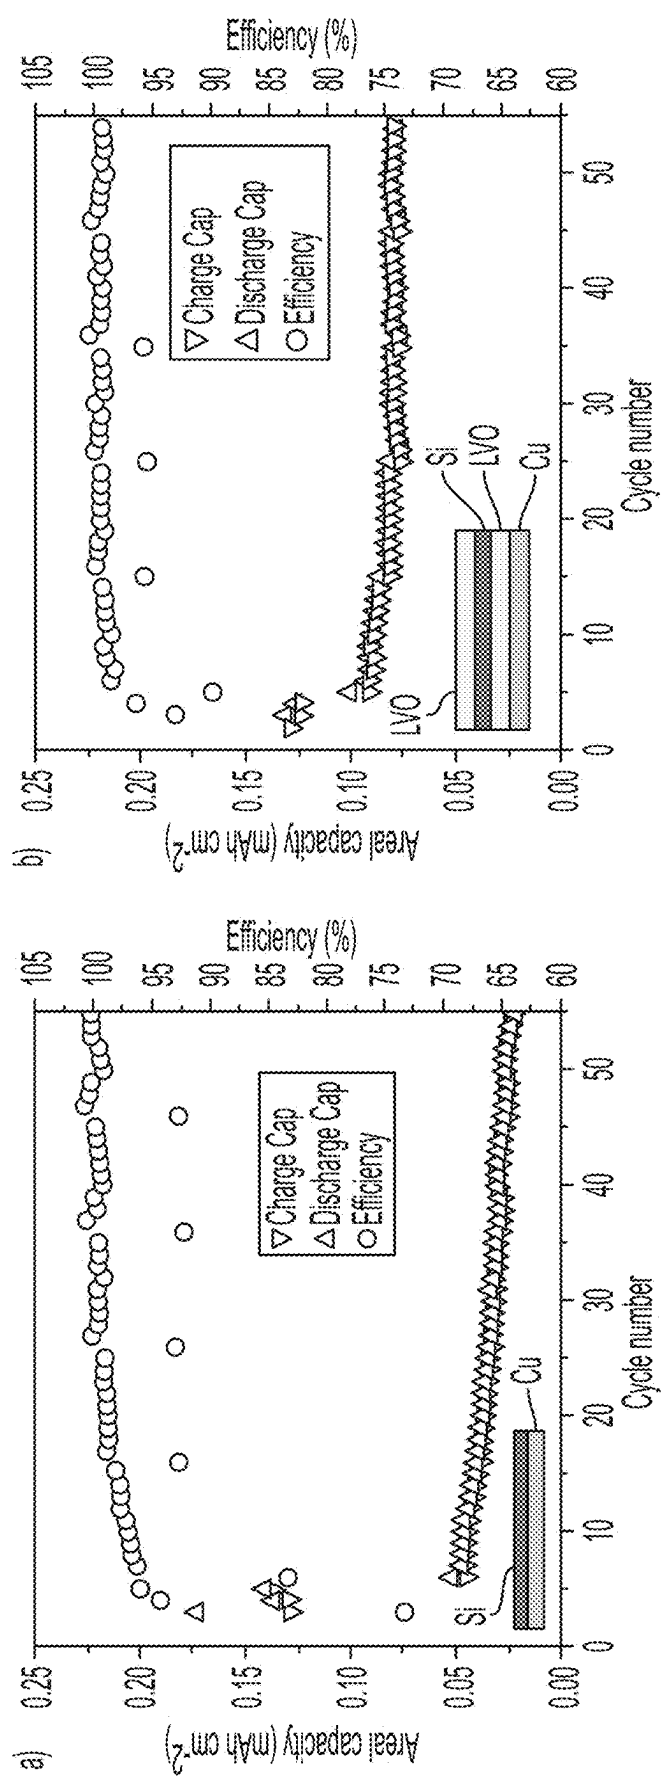 a)
Areal capacity (mAh cm-2)
0.25
0.20
0.15
0.10
0.05
0.00
Efficiency (%)
105
100
95
90
85
80
75
70
65
60
▽ Charge Cap
△ Discharge Cap
○ Efficiency
Si
Cu
0
10
20
30
40
50
Cycle number
b)
Areal capacity (mAh cm-2)
0.25
0.20
0.15
0.10
0.05
0.00
Efficiency (%)
105
100
95
90
85
80
75
70
65
60
▽ Charge Cap
△ Discharge Cap
○ Efficiency
LVO
Si
LVO
Cu
0
10
20
30
40
50
Cycle number